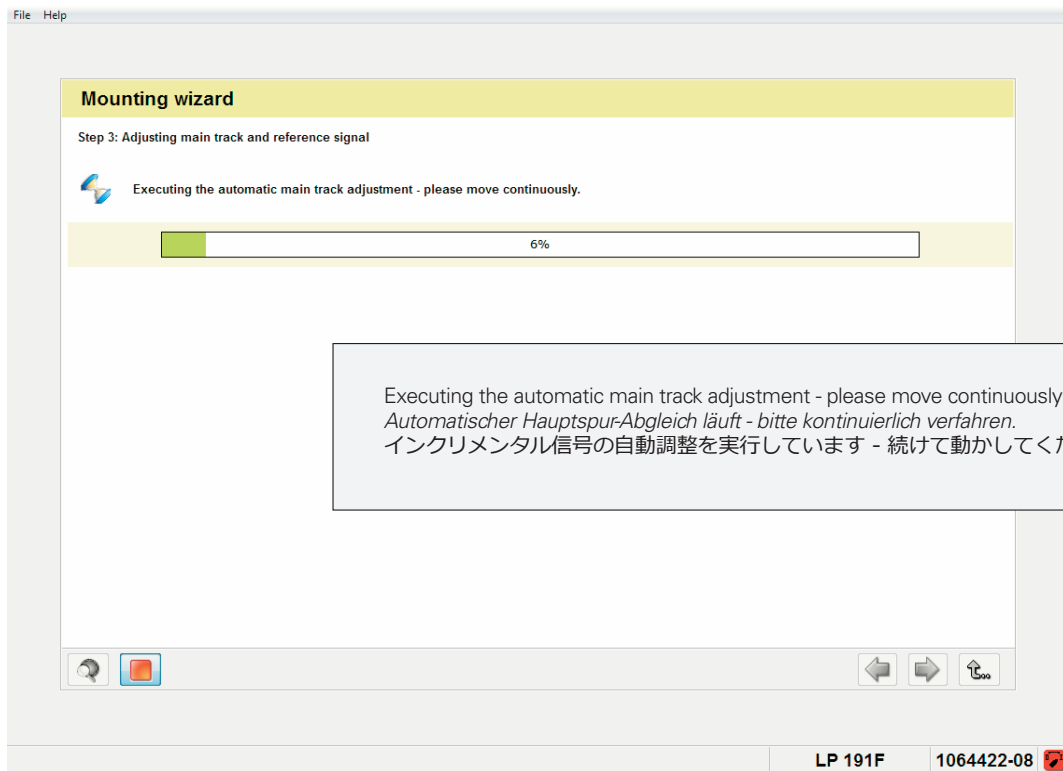 File Help
Mounting wizard
Step 3: Adjusting main track and reference signal
Executing the automatic main track adjustment - please move continuously.
6%
Executing the automatic main track adjustment - please move continuously
Automatischer Hauptspur-Abgleich läuft - bitte kontinuierlich verfahren.
インクリメンタル信号の自動調整を実行しています - 続けて動かしてく
LP 191F
1064422-08